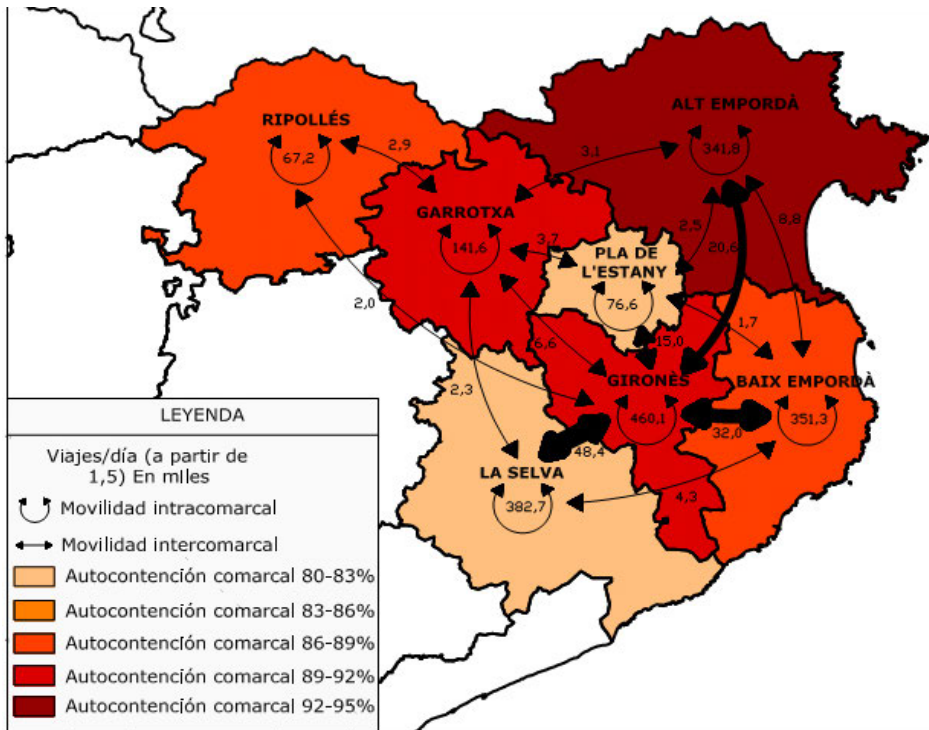 ALT EMPORDÀ
RIPOLLÉS
341,8
2,9
67,2
3,1
GARROTXA
8,8
2,5
3,7
141,6
20,6
PLA DE
L'ESTANY
76,6
2,0
1,7
6,6
15,0
GIRONÈS
BAIX EMPORDÀ
2,3
460,1
351,3
32,0
48,4
LA SELVA
4,3
382,7
LEYENDA
Viajes/día (a partir de
1,5) En miles
Movilidad intracomarcal
Movilidad intercomarcal
Autocontención comarcal 80-83%
Autocontención comarcal 83-86%
Autocontención comarcal 86-89%
Autocontención comarcal 89-92%
Autocontención comarcal 92-95%